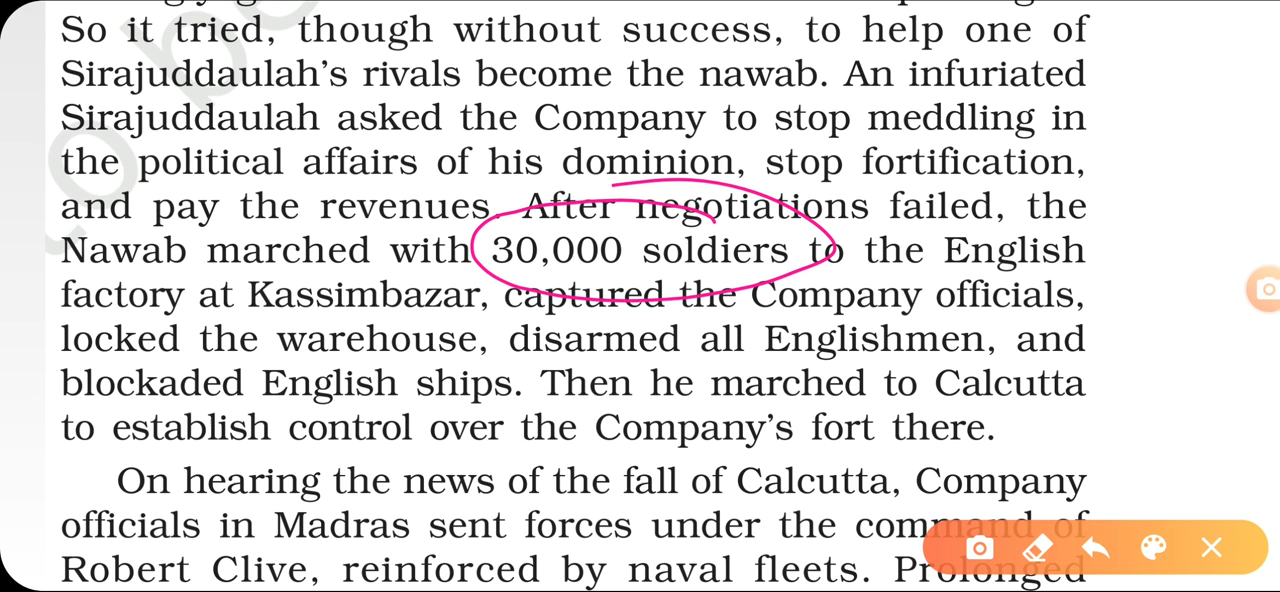 So it tried, though without success, to help one of
Sirajuddaulah's rivals become the nawab. An infuriated
Sirajuddaulah asked the Company to stop meddling in
the political affairs of his dominion, stop fortification,
and pay the revenues. After negotiations failed, the
Nawab marched with 30,000 soldiers to the English
factory at Kassimbazar, captured the Company officials,
locked the warehouse, disarmed all Englishmen, and
blockaded English ships. Then he marched to Calcutta
to establish control over the Company's fort there.
On hearing the news of the fall of Calcutta, Company
officials in Madras sent forces under the command of
Robert Clive, reinforced by naval fleets. Prolonged
to be